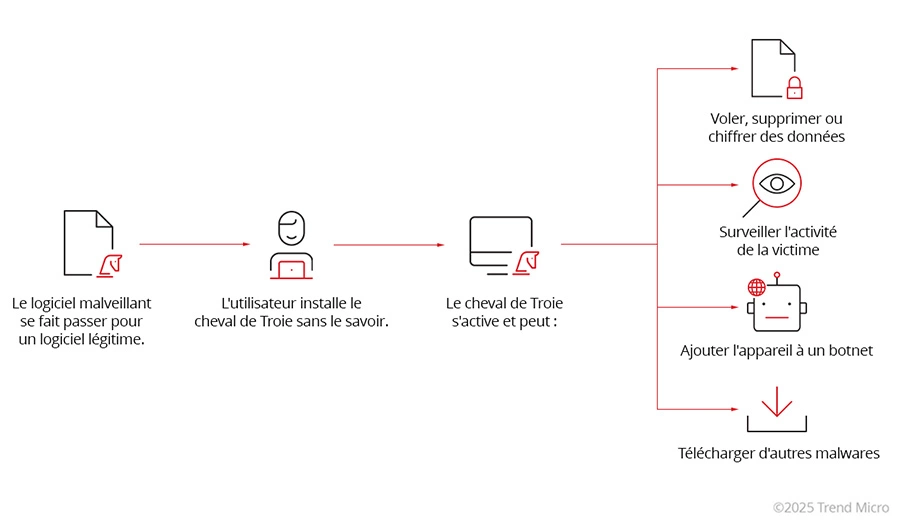 Le logiciel malveillant
se fait passer pour
un logiciel légitime.
L'utilisateur installe le
cheval de Troie sans le savoir.
Le cheval de Troie
s'active et peut :
Voler, supprimer ou
chiffrer des données
Surveiller l'activité
de la victime
Ajouter l'appareil à un botnet
Télécharger d'autres malwares
©2025 Trend Micro